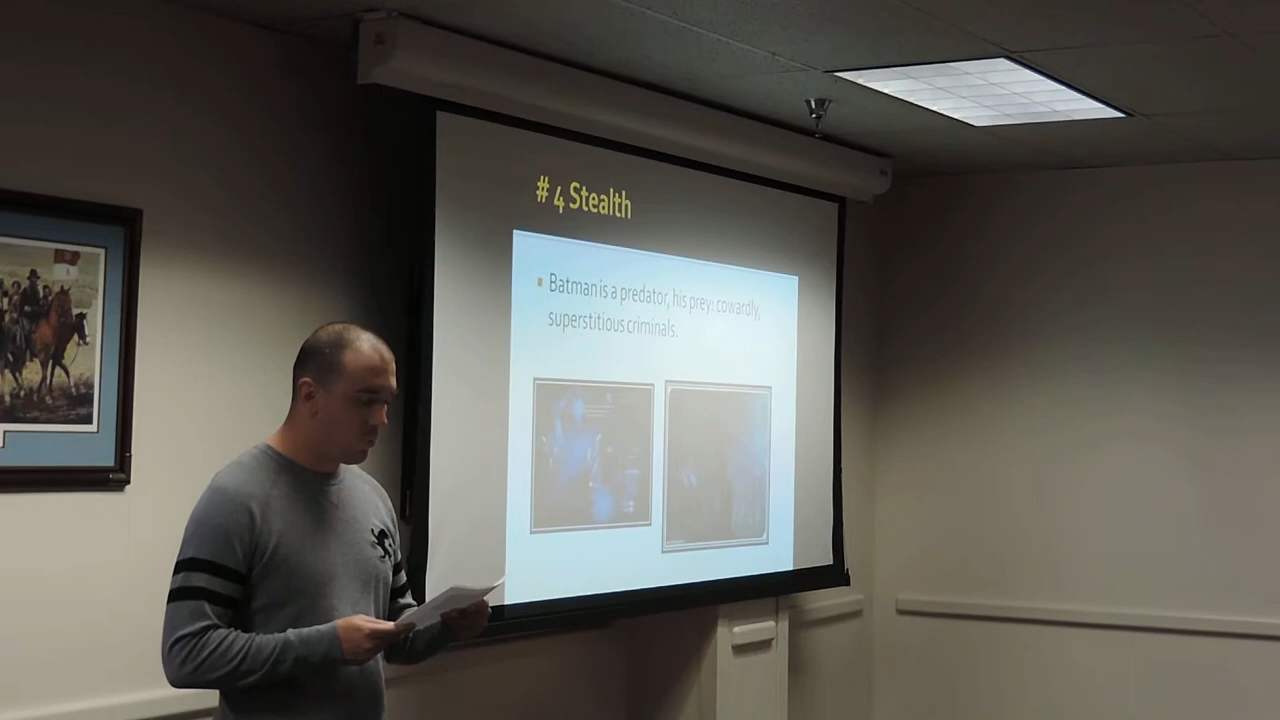 # 4 Stealth
Batman is a predator, his prey: cowardly,
superstitious criminals.